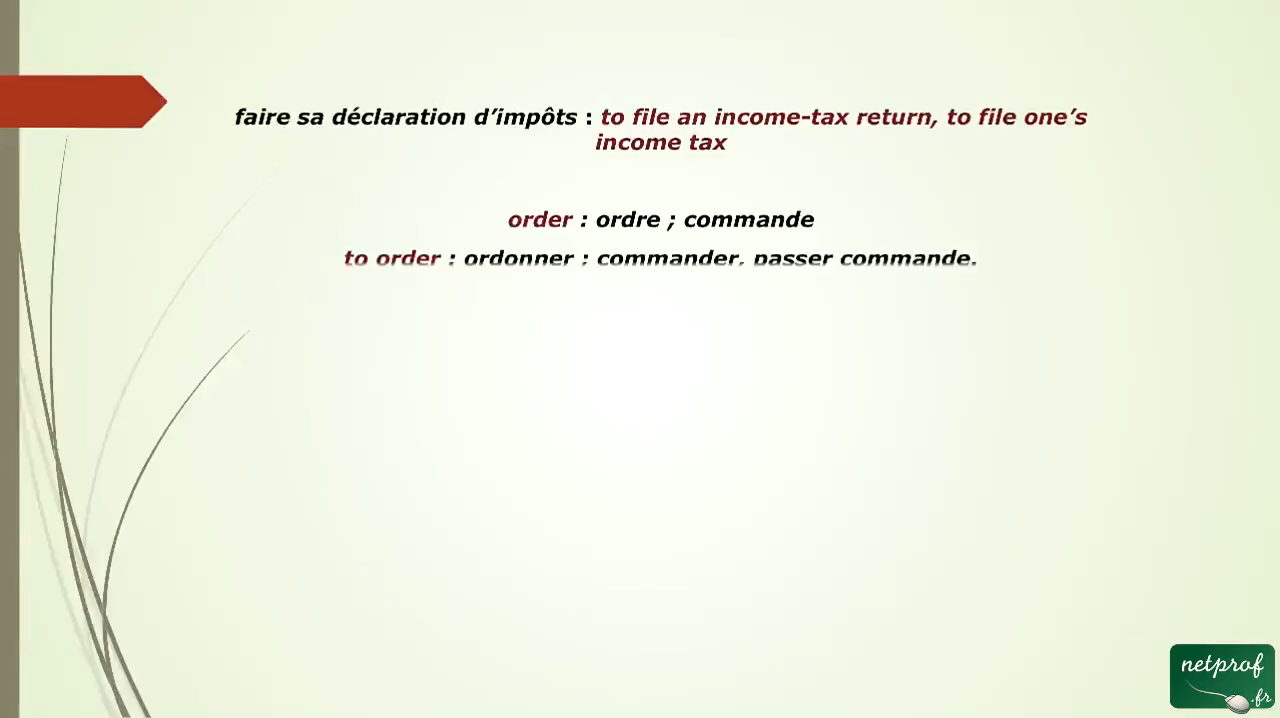 faire sa déclaration d’impôts : to file an income-tax return, to file one’s
income tax
order : ordre ; commande
to order : ordonner ; commander, passer commande.
netprof
.fr